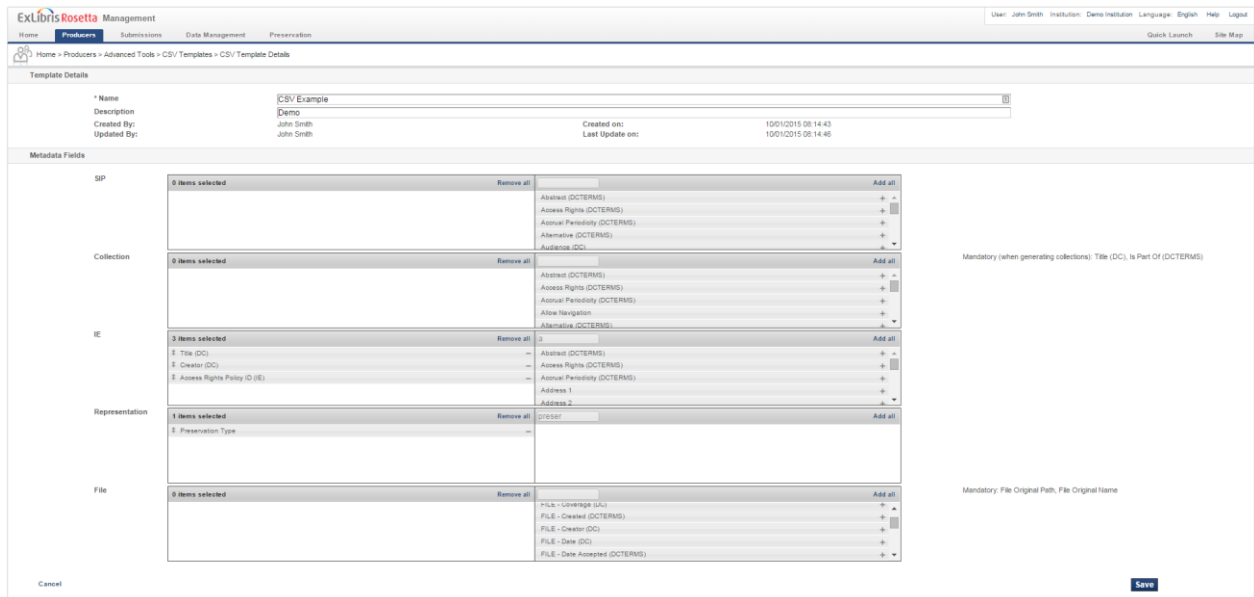 User: John Smith Institution: Demo Institution Language: English Help Logout
ExLibris Rosetta Management
Home Producers Submissions Data Management Preservation Quick Launch Site Map
Home > Producers > Advanced Tools > CSV Templates > CSV Template Details
Template Details
* Name CSV Example
Description Demo
Created By: John Smith Created on: 10/01/2015 08:14:43
Updated By: John Smith Last Update on: 10/01/2015 08:14:46
Metadata Fields
SIP
0 items selected Remove all Add all
Abstract (DCTERMS)
Access Rights (DCTERMS)
Accrual Periodicity (DCTERMS)
Alternative (DCTERMS)
Audience (DC)
Collection
0 items selected Remove all Add all
Mandatory (when generating collections): Title (DC), Is Part Of (DCTERMS)
Abstract (DCTERMS)
Access Rights (DCTERMS)
Accrual Periodicity (DCTERMS)
Allow Navigation
Alternative (DCTERMS)
IE
3 items selected Remove all a Add all
Title (DC) Abstract (DCTERMS)
Creator (DC) Access Rights (DCTERMS)
Access Rights Policy ID (IE) Accrual Periodicity (DCTERMS)
Address 1
Address 2
Representation
1 items selected Remove all preser Add all
Preservation Type
File
0 items selected Remove all Add all
Mandatory: File Original Path, File Original Name
FILE - Coverage (DC)
FILE - Created (DCTERMS)
FILE - Creator (DC)
FILE - Date (DC)
FILE - Date Accepted (DCTERMS)
Cancel Save